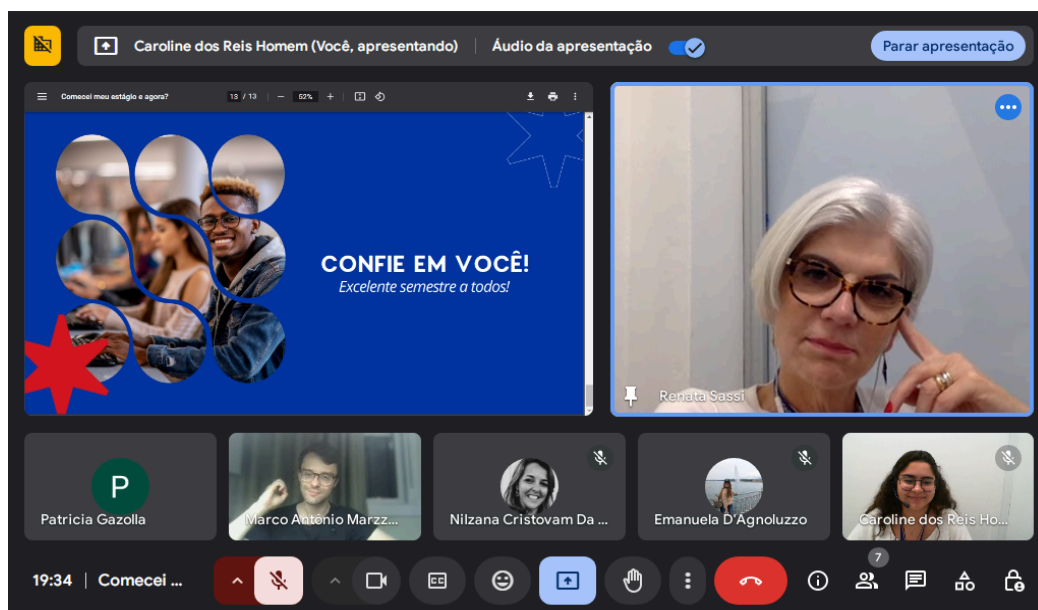 Caroline dos Reis Homem (Você, apresentando)
Áudio da apresentação
Parar apresentação
Comecei meu estágio e agora?
13 / 13
52%
CONFIE EM VOCÊ!
Excelente semestre a todos!
Renata Sassi
P
Patricia Gazolla
Marco Antônio Marzz...
Nilzana Cristovam Da ...
Emanuela D'Agnoluzzo
Caroline dos Reis Ho...
7
19:34 | Comecei ...
CC